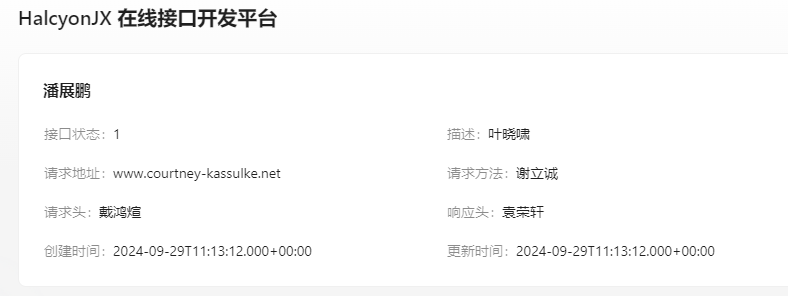 HalcyonJX 在线接口开发平台
潘展鹏
接口状态：1
描述：叶晓啸
请求地址：www.courtney-kassulke.net
请求方法：谢立诚
请求头：戴鸿煊
响应头：袁荣轩
创建时间：2024-09-29T11:13:12.000+00:00
更新时间：2024-09-29T11:13:12.000+00:00